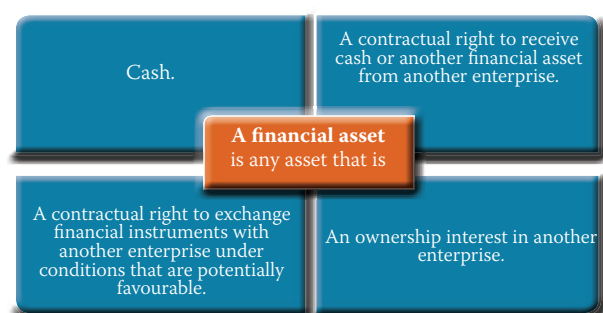 Cash.
A contractual right to receive
cash or another financial asset
from another enterprise.
A financial asset
is any asset that is
A contractual right to exchange
financial instruments with
another enterprise under
conditions that are potentially
favourable.
An ownership interest in another
enterprise.